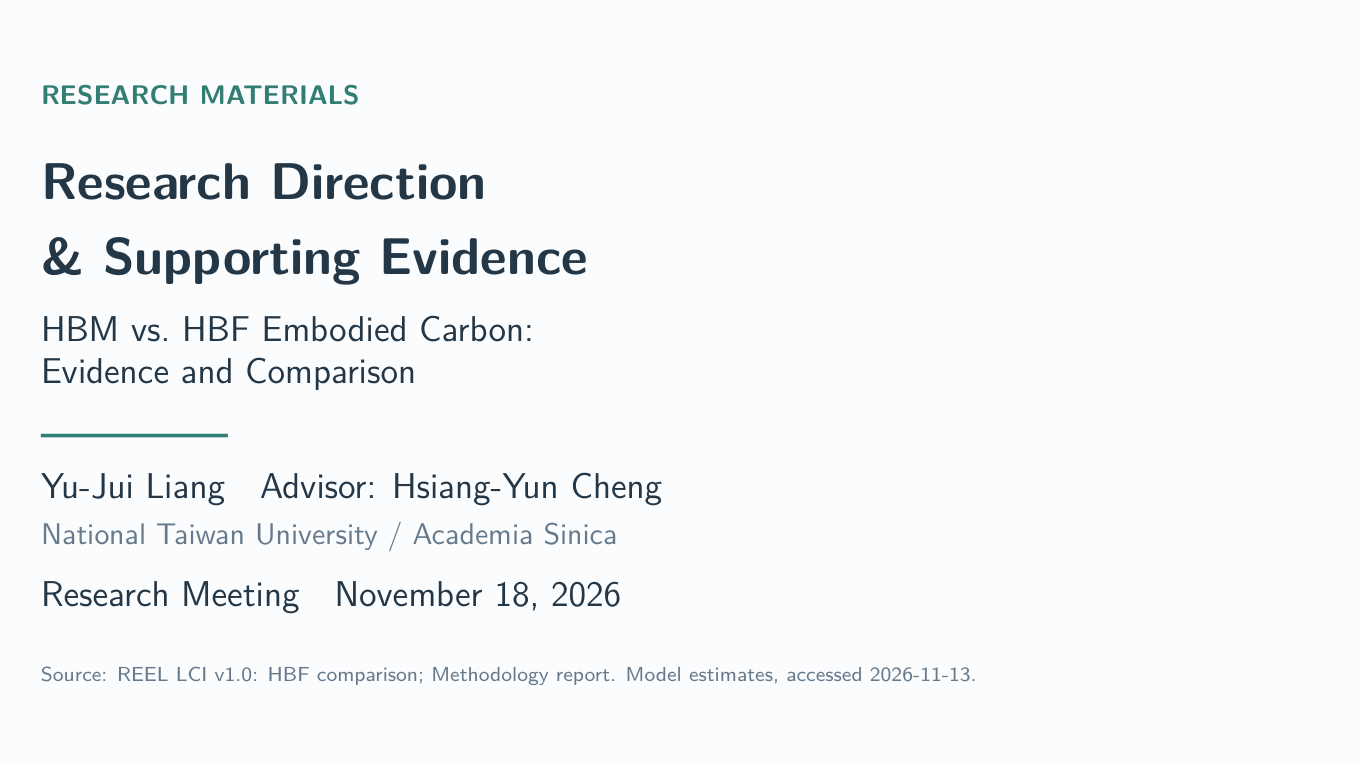 RESEARCH MATERIALS
Research Direction
& Supporting Evidence
HBM vs. HBF Embodied Carbon:
Evidence and Comparison
Yu-Jui Liang Advisor: Hsiang-Yun Cheng
National Taiwan University / Academia Sinica
Research Meeting November 18, 2026
Source: REEL LCI v1.0: HBF comparison; Methodology report. Model estimates, accessed 2026-11-13.